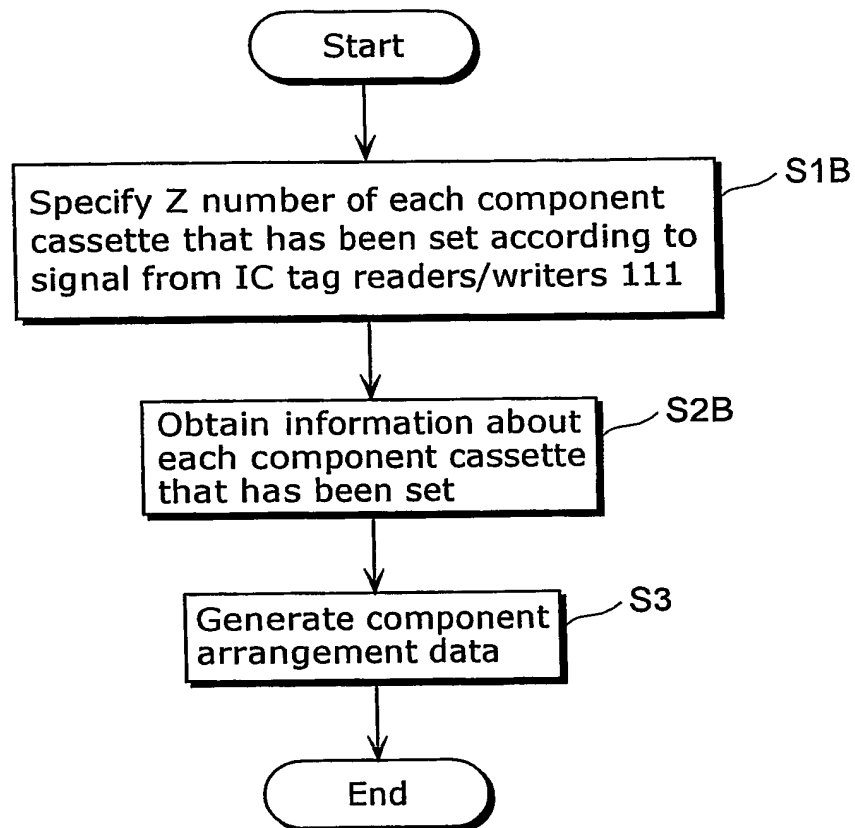 Start
S1B
Specify Z number of each component
cassette that has been set according to
signal from IC tag readers/writers 111
S2B
Obtain information about
each component cassette
that has been set
S3
Generate component
arrangement data
End